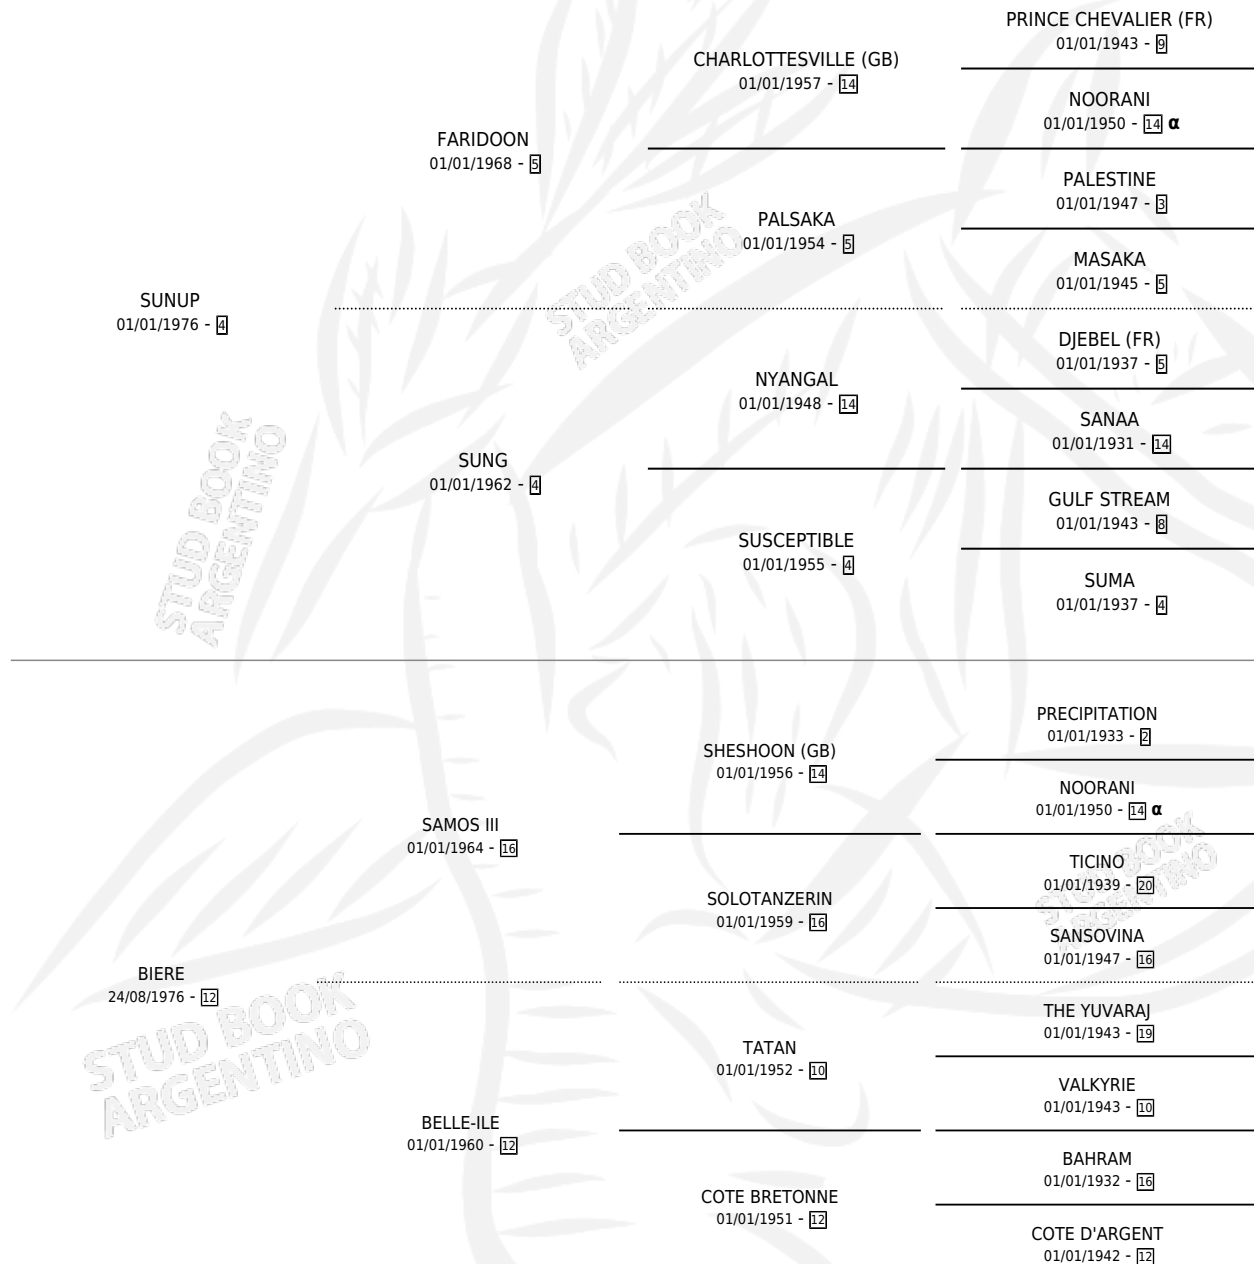 PRINCE CHEVALIER (FR)
01/01/1943 - 9
CHARLOTTESVILLE (GB)
01/01/1957 - 14
NOORANI
01/01/1950 - 14 α
FARIDOON
01/01/1968 - 5
PALESTINE
01/01/1947 - 3
PALSAKA
01/01/1954 - 5
MASAKA
01/01/1945 - 5
SUNUP
01/01/1976 - 4
DJEBEL (FR)
01/01/1937 - 5
NYANGAL
01/01/1948 - 14
SANAA
01/01/1931 - 14
SUNG
01/01/1962 - 4
GULF STREAM
01/01/1943 - 8
SUSCEPTIBLE
01/01/1955 - 4
SUMA
01/01/1937 - 4
STUD BOOK
ARGENTINO
STUD BOOK
ARGENTINO
PRECIPITATION
01/01/1933 - 2
SHESHOON (GB)
01/01/1956 - 14
NOORANI
01/01/1950 - 14 α
SAMOS III
01/01/1964 - 16
TICINO
01/01/1939 - 20
SOLOTANZERIN
01/01/1959 - 16
SANSOVINA
01/01/1947 - 16
BIERE
24/08/1976 - 12
THE YUVARAJ
01/01/1943 - 19
TATAN
01/01/1952 - 10
VALKYRIE
01/01/1943 - 10
BELLE-ILE
01/01/1960 - 12
BAHRAM
01/01/1932 - 16
COTE BRETONNE
01/01/1951 - 12
COTE D'ARGENT
01/01/1942 - 12
STUD BOOK
ARGENTINO
STUD BOOK
ARGENTINO